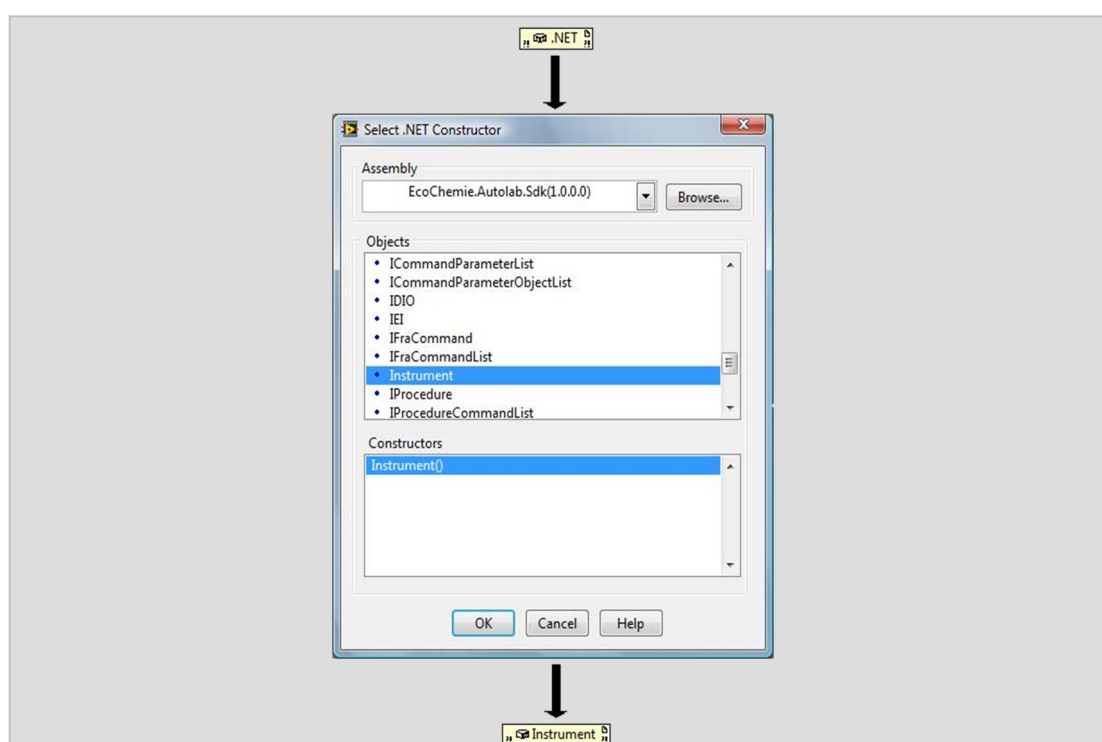 .NET
Select .NET Constructor
Assembly
EcoChemie.Autolab.Sdk(1.0.0.0)
Browse...
Objects
ICommandParameterList
ICommandParameterObjectList
IDIO
IEI
IFraCommand
IFraCommandList
Instrument
IProcedure
IProcedureCommandList
Constructors
Instrument()
OK Cancel Help
Instrument